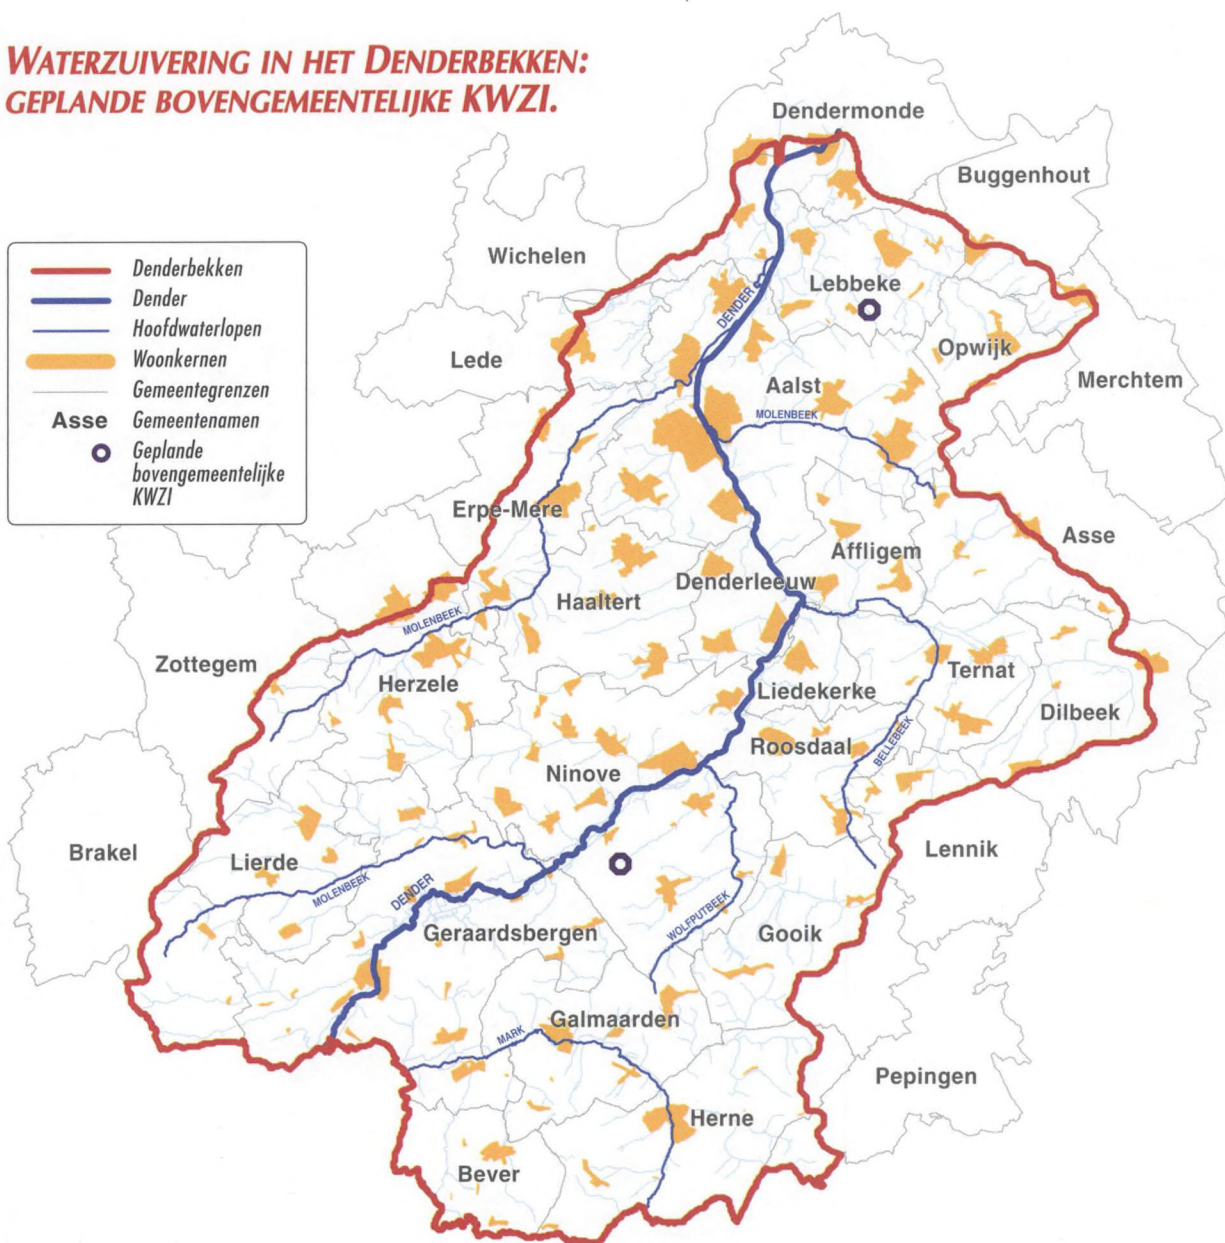 WATERZUIVERING IN HET DENDERBEKKEN:
GEPLANDE BOVENGEMEENTELIJKE KWZI.
Denderbekken
Dender
Hoofdwaterlopen
Woonkernen
Gemeentegrenzen
Asse Gemeentenamen
Geplande
bovengemeentelijke
KWZI
Dendermonde
Buggenhout
Wichelen
Lebbeke
DENDER
Opwijk
Lede
Merchtem
Aalst
MOLENBEEK
Erpe-Mere
Asse
Affligem
Denderleeuw
Haaltert
MOLENBEEK
Zottegem
Herzele
Ternat
Liedekerke
Dilbeek
Roosdaal
BELLEBEEK
Ninove
Brakel
Lierde
Lennik
MOLENBEEK
DENDER
WOLFPUTBEEK
Geraardsbergen
Gooik
Galmaarden
MARK
Pepingen
Herne
Bever